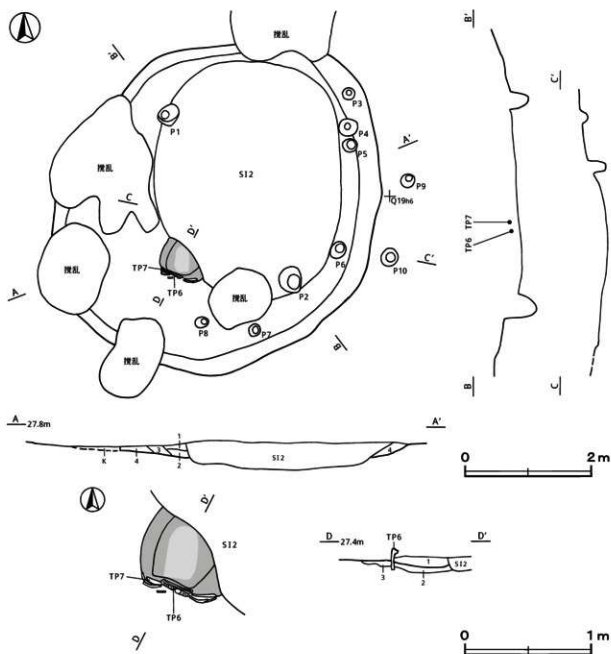 撹乱
P3
P4
P5
P1
A'
B'
撹乱
SI2
P9
Q19h6
C
D'
C'
TP7
TP6
P6
P10
P2
撹乱
撹乱
A
D
P8
P7
B
撹乱
B'
C'
TP7
TP6
B
C
A 27.8m
A'
1
3
4
K
4
2
SI2
0 2m
D'
SI2
TP7
TP6
D
TP6
D 27.4m
D'
1
SI2
3
2
0 1m